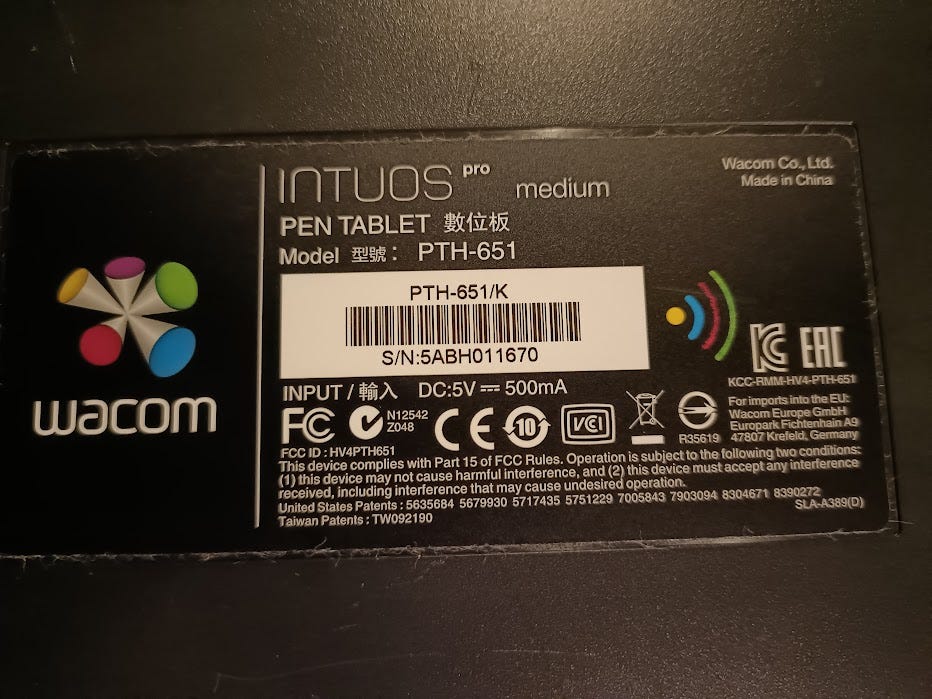 INTUOS pro medium
Wacom Co., Ltd.
Made in China
PEN TABLET 數位板
Model 型號: PTH-651
PTH-651/K
S/N:5ABH011670
wacom
INPUT / 輸入 DC:5V 500mA
FC N12542
Z048
CE 10 VCI
R35619
KC EAC
KCC-RMM-HV4-PTH-651
For imports into the EU:
Wacom Europe GmbH
Europark Fichtenhain A9
47807 Krefeld, Germany
FCC ID : HV4PTH651
This device complies with Part 15 of FCC Rules. Operation is subject to the following two conditions:
(1) this device may not cause harmful interference, and (2) this device must accept any interference
received, including interference that may cause undesired operation.
United States Patents : 5635684 5679930 5717435 5751229 7005843 7903094 8304671 8390272
Taiwan Patents : TW092190
SLA-A389(D)